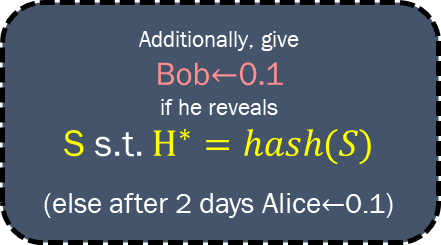 Additionally, give
Bob←0.1
if he reveals
S s.t. H* = hash(S)
(else after 2 days Alice←0.1)